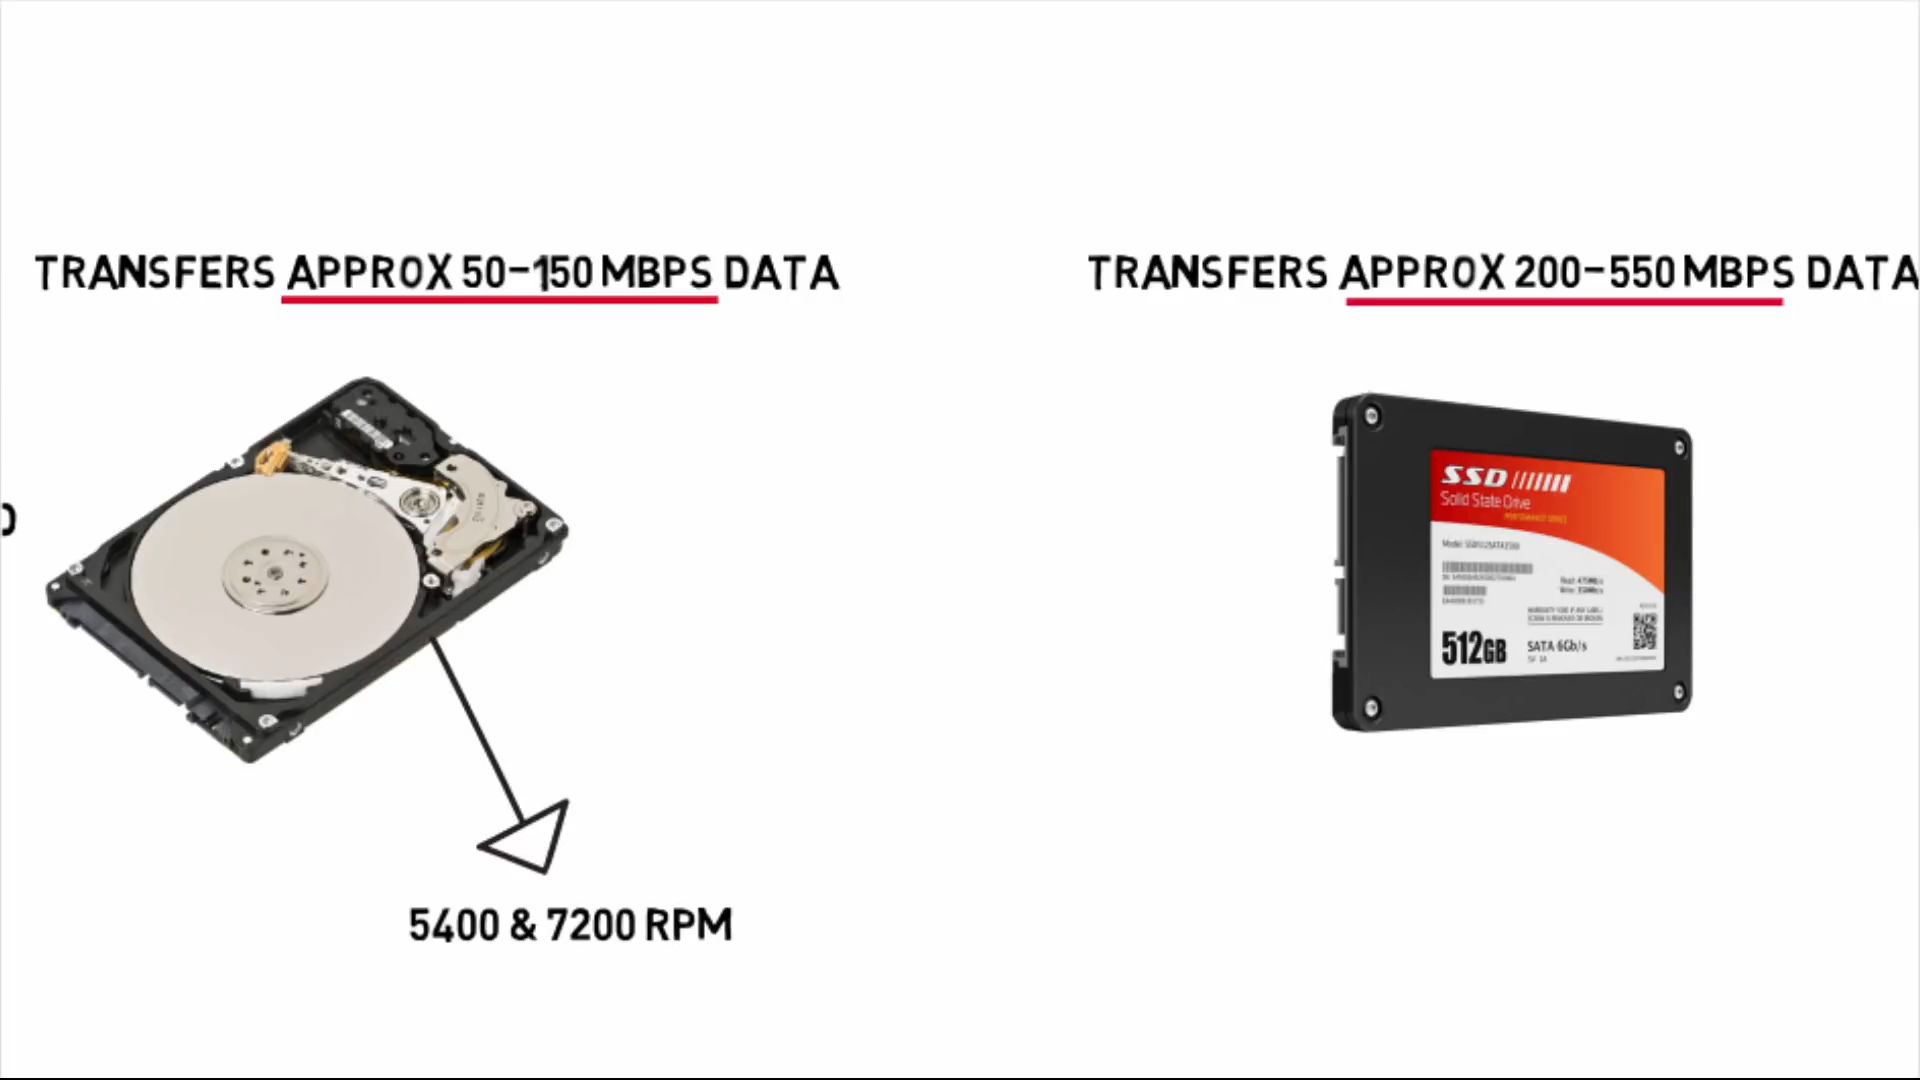 TRANSFERS APPROX 50-150 MBPS DATA
5400 & 7200 RPM
TRANSFERS APPROX 200-550 MBPS DATA
SSD
Solid State Drive
512GB
SATA 6Gb/s